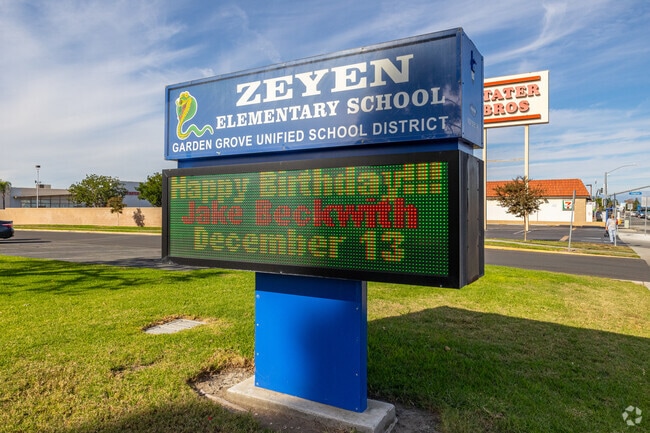 ZEYEN
ELEMENTARY SCHOOL
GARDEN GROVE UNIFIED SCHOOL DISTRICT
Happy Birthday!!!
Jake Beckwith
December 13
STATER
BROS